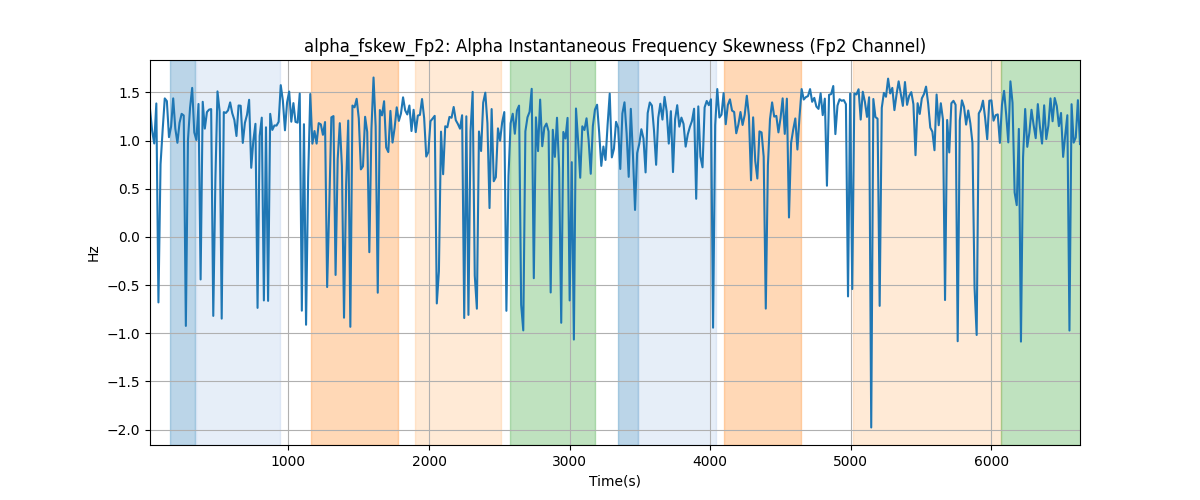 alpha_fskew_Fp2: Alpha Instantaneous Frequency Skewness (Fp2 Channel)
Hz
1.5
1.0
0.5
0.0
−0.5
−1.0
−1.5
−2.0
1000 2000 3000 4000 5000 6000
Time(s)